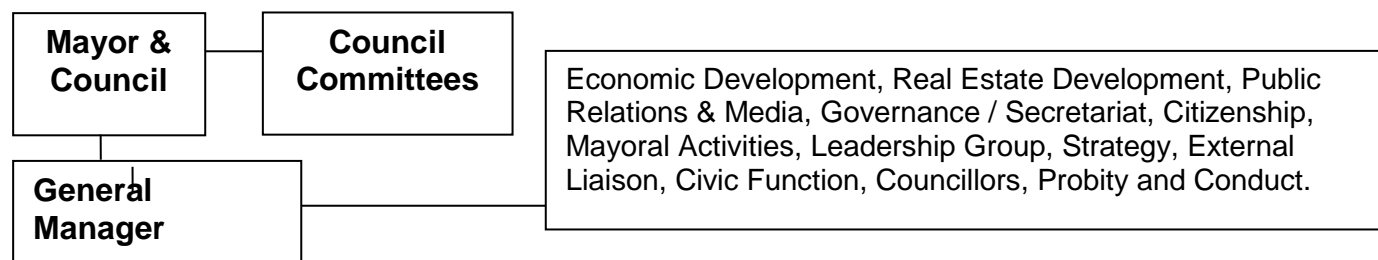 Mayor &
Council
Council
Committees
Economic Development, Real Estate Development, Public
Relations & Media, Governance / Secretariat, Citizenship,
Mayoral Activities, Leadership Group, Strategy, External
Liaison, Civic Function, Councillors, Probity and Conduct.
General
Manager